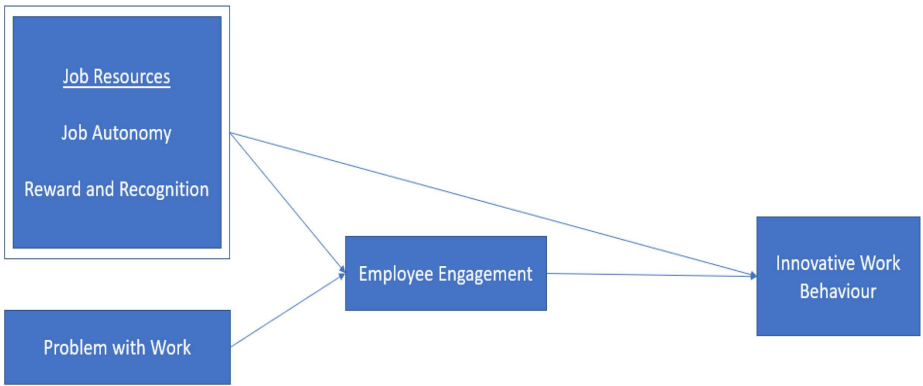 Job Resources
Job Autonomy
Reward and Recognition
Employee Engagement
Innovative Work
Behaviour
Problem with Work